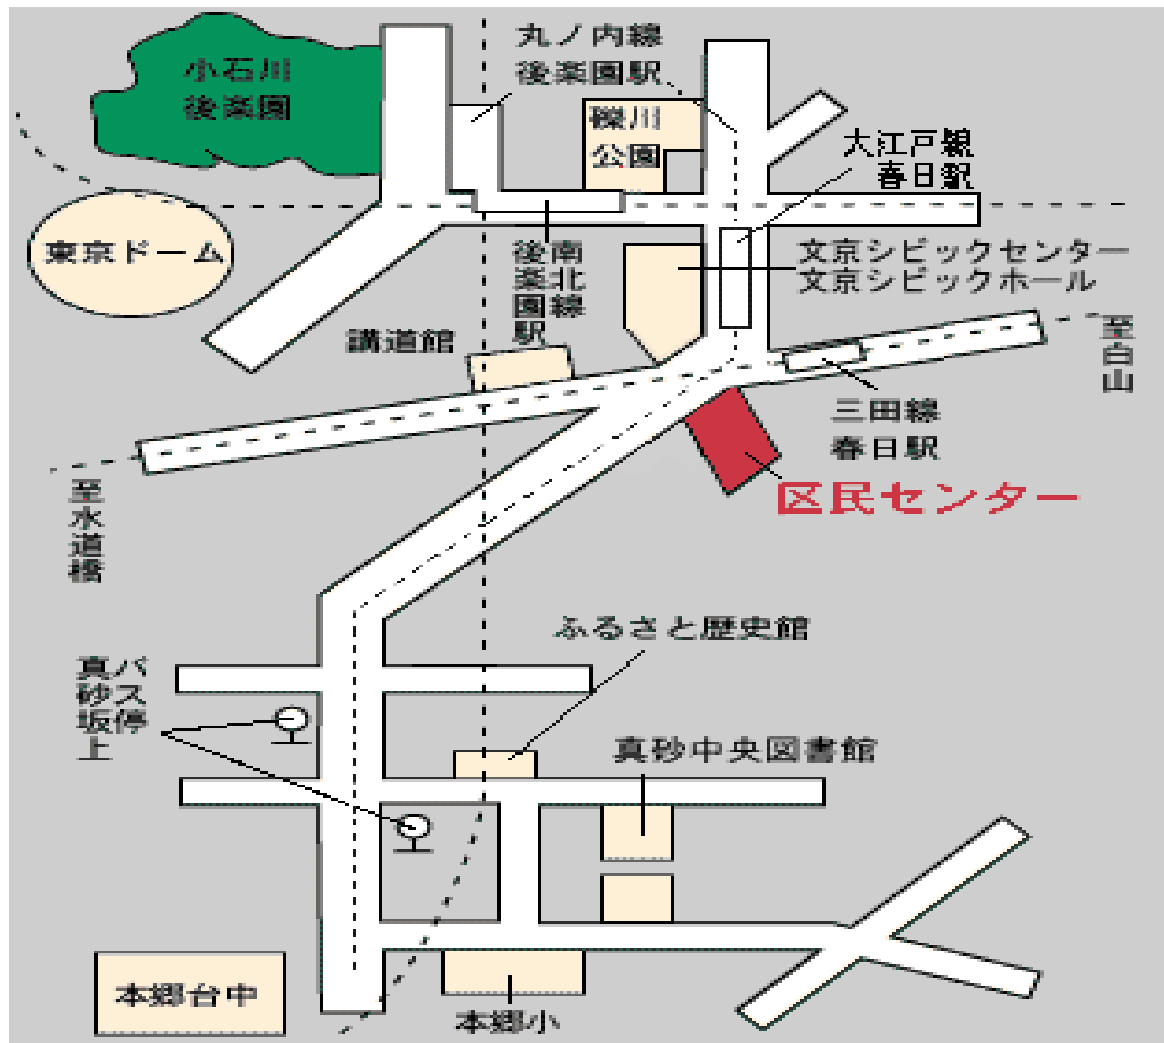 丸ノ内線
後楽園駅
小石川
後楽園
礫川
公園
大江戸線
春日駅
東京ドーム
南北線
後楽園駅
文京シビックセンター
文京シビックホール
講道館
至白山
三田線
春日駅
区民センター
至水道橋
ふるさと歴史館
バス停
真砂坂上
真砂中央図書館
本郷台中
本郷小